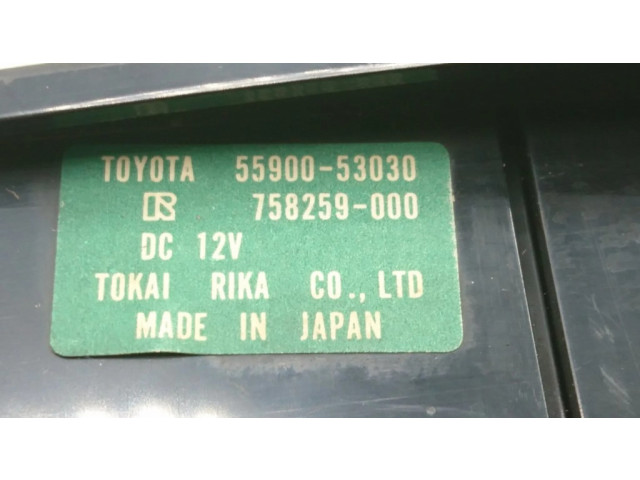 TOYOTA 55900-53030
758259-000
DC 12V
TOKAI RIKA CO., LTD
MADE IN JAPAN